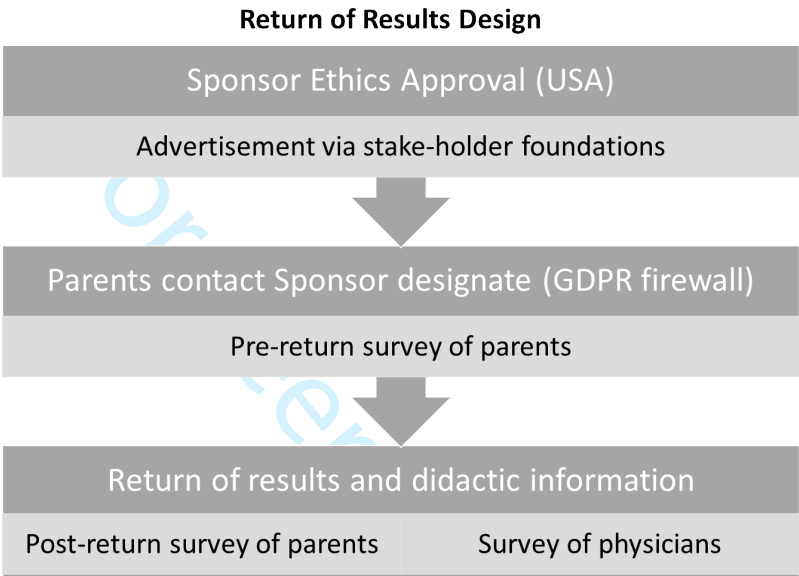 Return of Results Design
Sponsor Ethics Approval (USA)
Advertisement via stake-holder foundations
Parents contact Sponsor designate (GDPR firewall)
Pre-return survey of parents
Return of results and didactic information
Post-return survey of parents
Survey of physicians